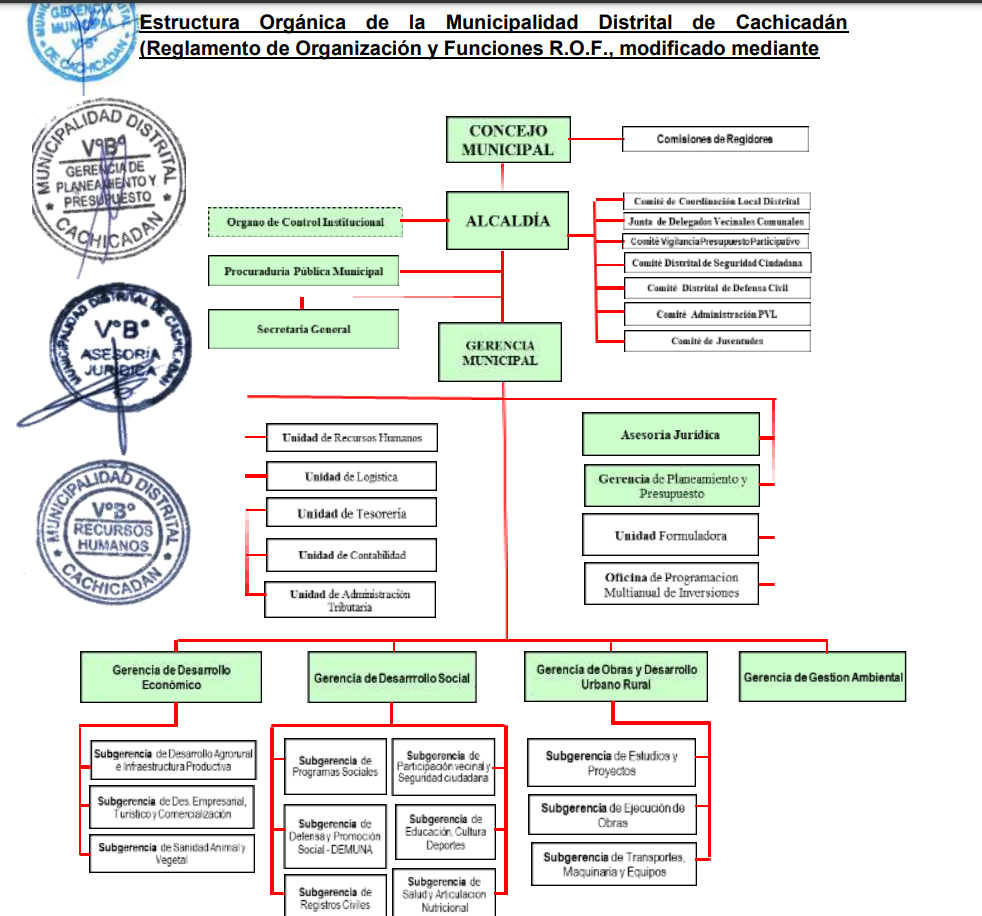 Estructura Orgánica de la Municipalidad Distrital de Cachicadán
(Reglamento de Organización y Funciones R.O.F., modificado mediante
GERENCIA
MUNICIPAL
V°B°
DE CACHICADAN
MUNICIPALIDAD DISTRITAL
V°B°
GERENCIA DE
PLANEAMIENTO Y
PRESUPUESTO
CACHICADAN
MUNICIPALIDAD DISTRITAL DE CACHICADAN
V°B°
ASESORÍA
JURIDICA
MUNICIPALIDAD DISTRITAL
V°B°
RECURSOS
HUMANOS
CACHICADAN
CONCEJO
MUNICIPAL
Comisiones de Regidores
ALCALDÍA
Organo de Control Institucional
Procuraduria Pública Municipal
Secretaria General
Comité de Coordinación Local Distrital
Junta de Delegados Vecinales Comunales
Comité Vigilancia Presupuesto Participativo
Comité Distrital de Seguridad Ciudadana
Comité Distrital de Defensa Civil
Comité Administración PVL
Comité de Juventudes
GERENCIA
MUNICIPAL
Unidad de Recursos Humanos
Unidad de Logistica
Unidad de Tesorería
Unidad de Contabilidad
Unidad de Administración
Tributaria
Asesoria Juridica
Gerencia de Planeamiento y
Presupuesto
Unidad Formuladora
Oficina de Programacion
Multianual de Inversiones
Gerencia de Desarrollo
Económico
Gerencia de Desarrrollo Social
Gerencia de Obras y Desarrollo
Urbano Rural
Gerencia de Gestion Ambiental
Subgerencia de Desarrollo Agrorural
e Infraestructura Productiva
Subgerencia de Des. Empresarial,
Turístico y Comercialización
Subgerencia de Sanidad Animal y
Vegetal
Subgerencia de
Programas Sociales
Subgerencia de
Defensa y Promoción
Social - DEMUNA
Subgerencia de
Registros Civiles
Subgerencia de
Participación vecinal y
Seguridad ciudadana
Subgerencia de
Educación, Cultura
Deportes
Subgerencia de
Salud y Articulacion
Nutricional
Subgerencia de Estudios y
Proyectos
Subgerencia de Ejecución de
Obras
Subgerencia de Transportes,
Maquinaria y Equipos